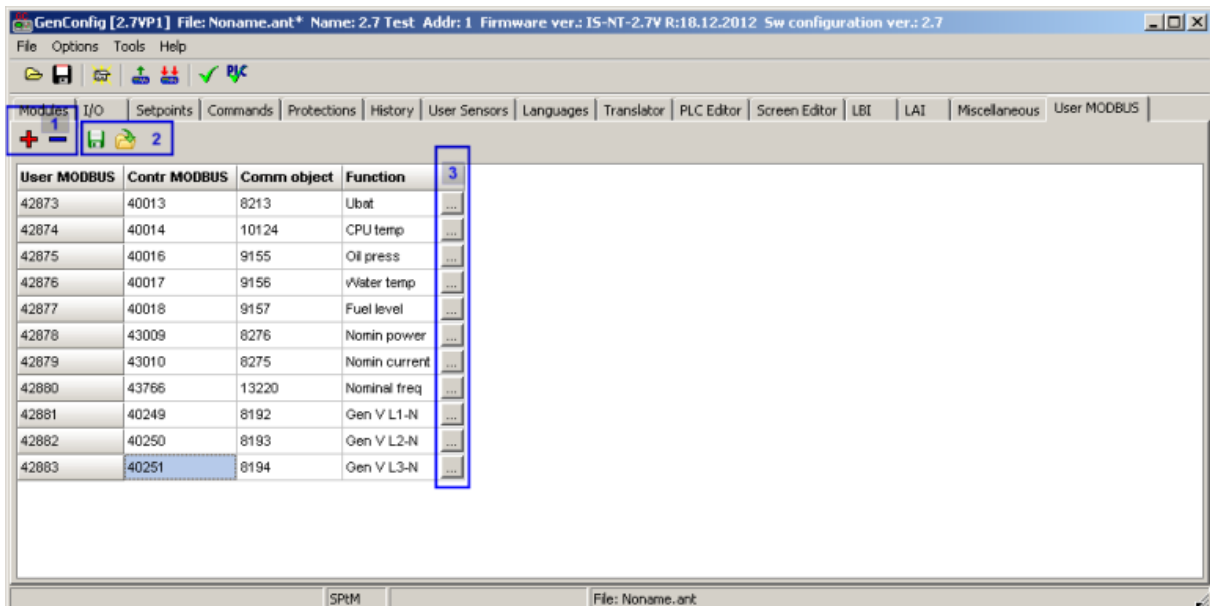 GenConfig [2.7VP1] File: Noname.ant* Name: 2.7 Test Addr: 1 Firmware ver.: IS-NT-2.7V R:18.12.2012 Sw configuration ver.: 2.7
File Options Tools Help
PLC
Modules I/O Setpoints Commands Protections History User Sensors Languages Translator PLC Editor Screen Editor LBI LAI Miscellaneous User MODBUS
1 2
User MODBUS Contr MODBUS Comm object Function 3
42873 40013 8213 Ubat ...
42874 40014 10124 CPU temp ...
42875 40016 9155 Oil press ...
42876 40017 9156 Water temp ...
42877 40018 9157 Fuel level ...
42878 43009 8276 Nomin power ...
42879 43010 8275 Nomin current ...
42880 43766 13220 Nominal freq ...
42881 40249 8192 Gen V L1-N ...
42882 40250 8193 Gen V L2-N ...
42883 40251 8194 Gen V L3-N ...
SPtM File: Noname.ant